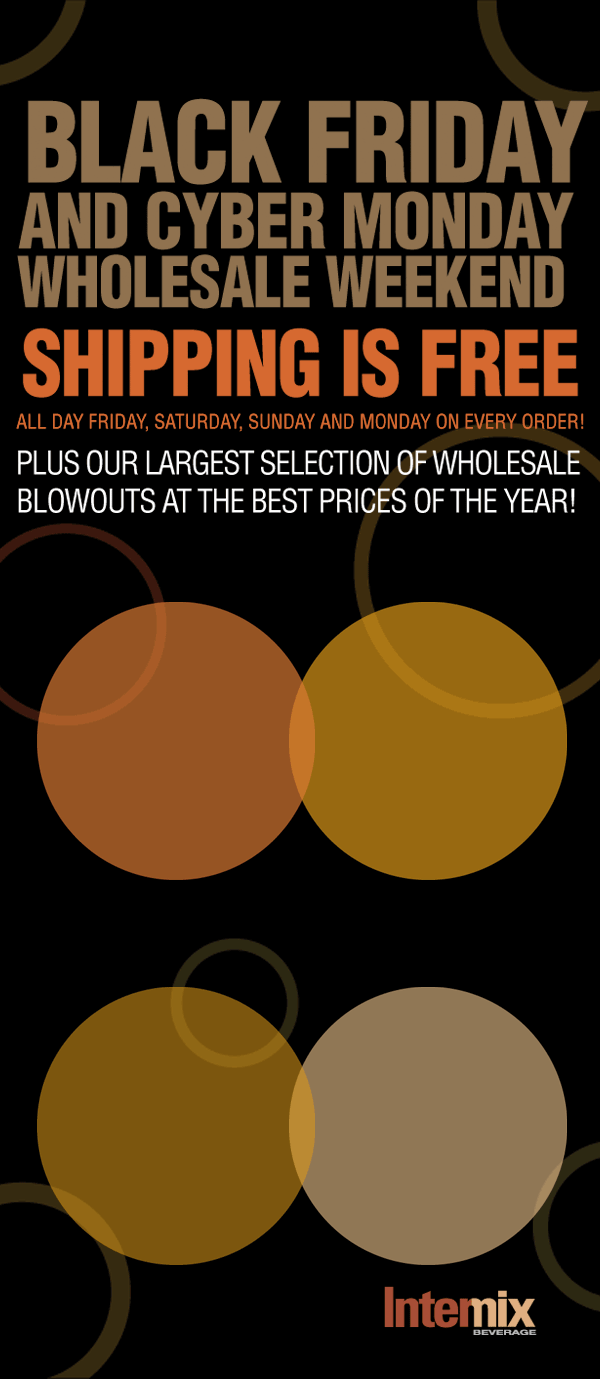 BLACK FRIDAY
AND CYBER MONDAY
WHOLESALE WEEKEND
SHIPPING IS FREE
ALL DAY FRIDAY, SATURDAY, SUNDAY AND MONDAY ON EVERY ORDER!
PLUS OUR LARGEST SELECTION OF WHOLESALE
BLOWOUTS AT THE BEST PRICES OF THE YEAR!
Intermix
BEVERAGE